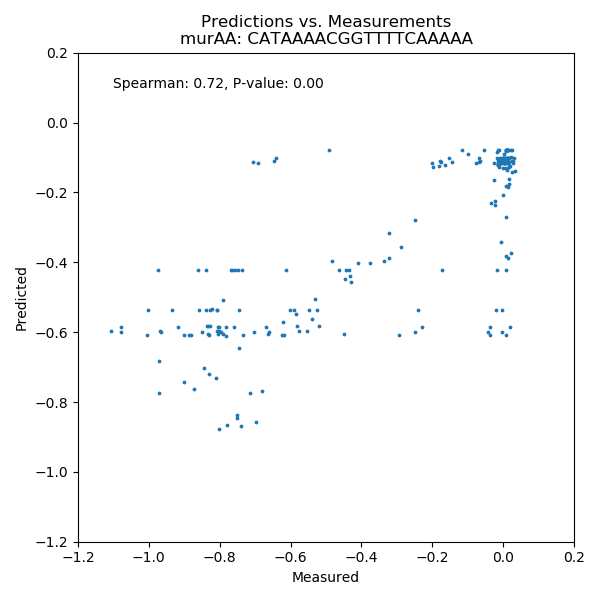 Predictions vs. Measurements
murAA: CATAAAACGGTTTTCAAAAA
Spearman: 0.72, P-value: 0.00
0.2
0.0
−0.2
−0.4
−0.6
−0.8
−1.0
−1.2
Predicted
−1.2 −1.0 −0.8 −0.6 −0.4 −0.2 0.0 0.2
Measured